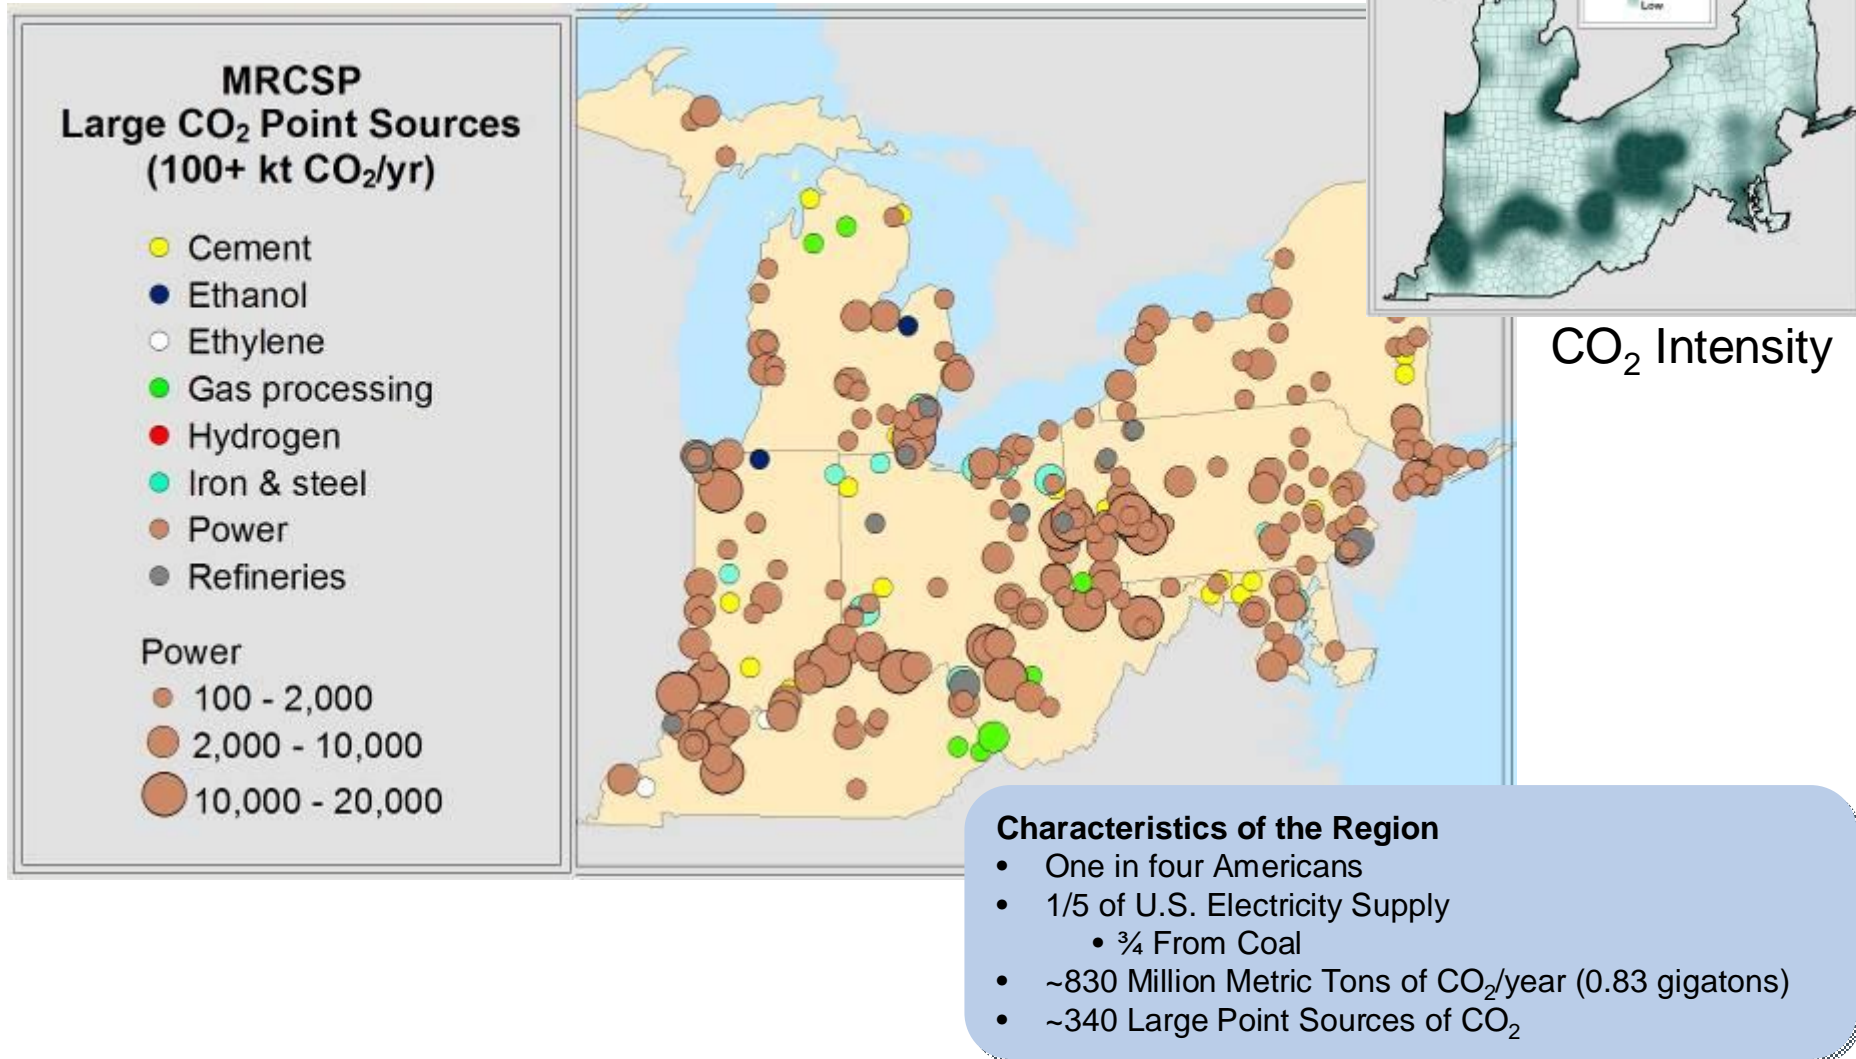 MRCSP
Large CO₂ Point Sources
(100+ kt CO₂/yr)
Cement
Ethanol
Ethylene
Gas processing
Hydrogen
Iron & steel
Power
Refineries
Power
100 - 2,000
2,000 - 10,000
10,000 - 20,000
Low
CO₂ Intensity
Characteristics of the Region
• One in four Americans
• 1/5 of U.S. Electricity Supply
• ¾ From Coal
• ~830 Million Metric Tons of CO₂/year (0.83 gigatons)
• ~340 Large Point Sources of CO₂